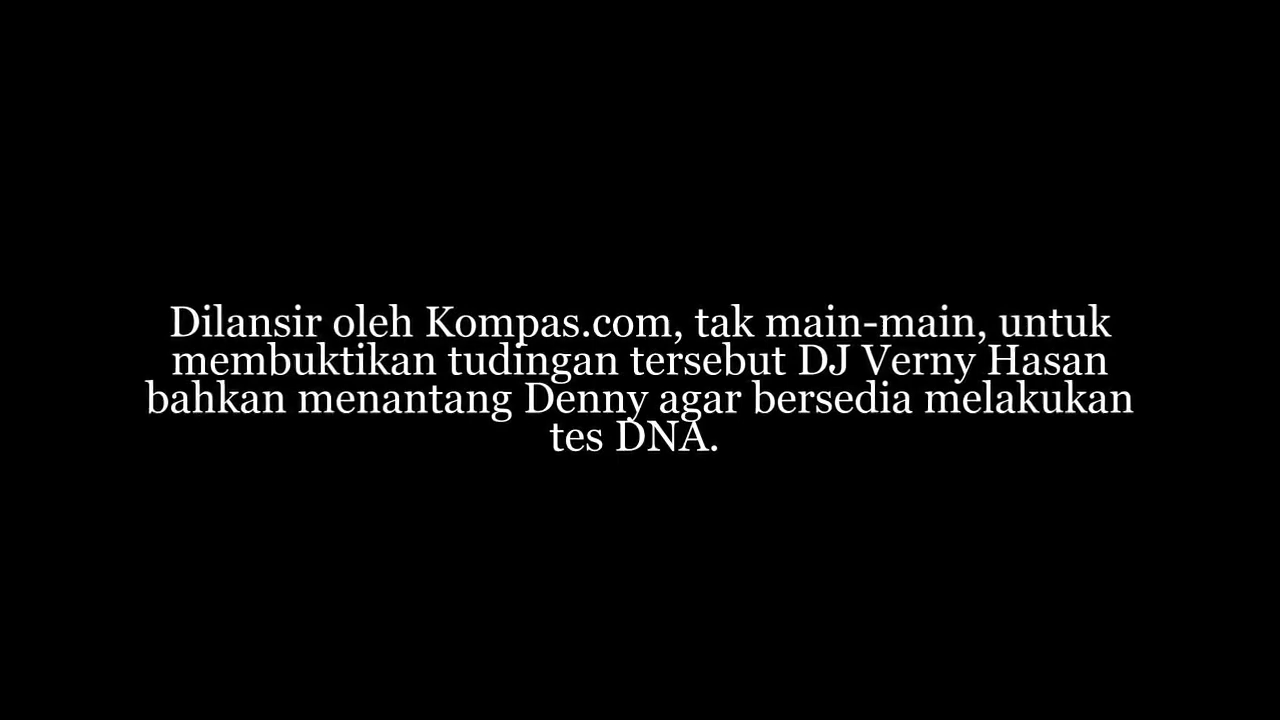 Dilansir oleh Kompas.com, tak main-main, untuk
membuktikan tudingan tersebut DJ Verny Hasan
bahkan menantang Denny agar bersedia melakukan
tes DNA.